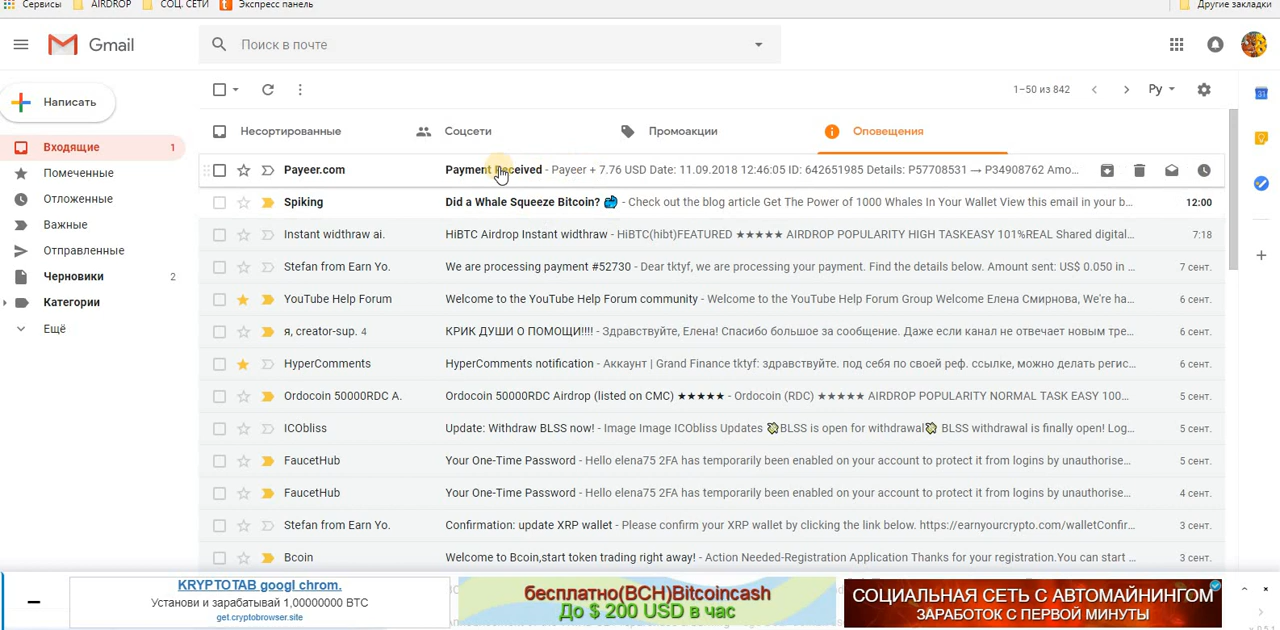 Сервисы AIRDROP СОЦ. СЕТИ Экспресс панель Другие закладки
Gmail Поиск в почте
Написать 1–50 из 842 Ру
Несортированные Соцсети Промоакции Оповещения
Входящие 1
Помеченные
Отложенные
Важные
Отправленные
Черновики 2
Категории
Ещё
Payeer.com Payment Received - Payeer + 7.76 USD Date: 11.09.2018 12:46:05 ID: 642651985 Details: P57708531 → P34908762 Amo...
Spiking Did a Whale Squeeze Bitcoin? - Check out the blog article Get The Power of 1000 Whales In Your Wallet View this email in your b... 12:00
Instant widthraw ai. HiBTC Airdrop Instant widthraw - HiBTC(hibt)FEATURED ★★★★★ AIRDROP POPULARITY HIGH TASKEASY 101%REAL Shared digital... 7:18
Stefan from Earn Yo. We are processing payment #52730 - Dear tktyf, we are processing your payment. Find the details below. Amount sent: US$ 0.050 in ... 7 сент.
YouTube Help Forum Welcome to the YouTube Help Forum community - Welcome to the YouTube Help Forum Group Welcome Елена Смирнова, We're ha... 6 сент.
я, creator-sup. 4 КРИК ДУШИ О ПОМОЩИ!!!! - Здравствуйте, Елена! Спасибо большое за сообщение. Даже если канал не отвечает новым тре... 6 сент.
HyperComments HyperComments notification - Аккаунт | Grand Finance tktyf: здравствуйте. под себя по своей реф. ссылке, можно делать регис... 6 сент.
Ordocoin 50000RDC A. Ordocoin 50000RDC Airdrop (listed on CMC) ★★★★★ - Ordocoin (RDC) ★★★★★ AIRDROP POPULARITY NORMAL TASK EASY 100... 5 сент.
ICObliss Update: Withdraw BLSS now! - Image Image ICObliss Updates BLSS is open for withdrawal BLSS withdrawal is finally open! Log... 5 сент.
FaucetHub Your One-Time Password - Hello elena75 2FA has temporarily been enabled on your account to protect it from logins by unauthorise... 5 сент.
FaucetHub Your One-Time Password - Hello elena75 2FA has temporarily been enabled on your account to protect it from logins by unauthorise... 4 сент.
Stefan from Earn Yo. Confirmation: update XRP wallet - Please confirm your XRP wallet by clicking the link below. https://earnyourcrypto.com/walletConfir... 3 сент.
Bcoin Welcome to Bcoin,start token trading right away! - Action Needed-Registration Application Thanks for your registration.You can start ... 3 сент.
KRYPTOTAB googl chrom.
Установи и зарабатывай 1,00000000 BTC
get.cryptobrowser.site
бесплатно(BCH)Bitcoincash
До $ 200 USD в час
СОЦИАЛЬНАЯ СЕТЬ С АВТОМАЙНИНГОМ
ЗАРАБОТОК С ПЕРВОЙ МИНУТЫ